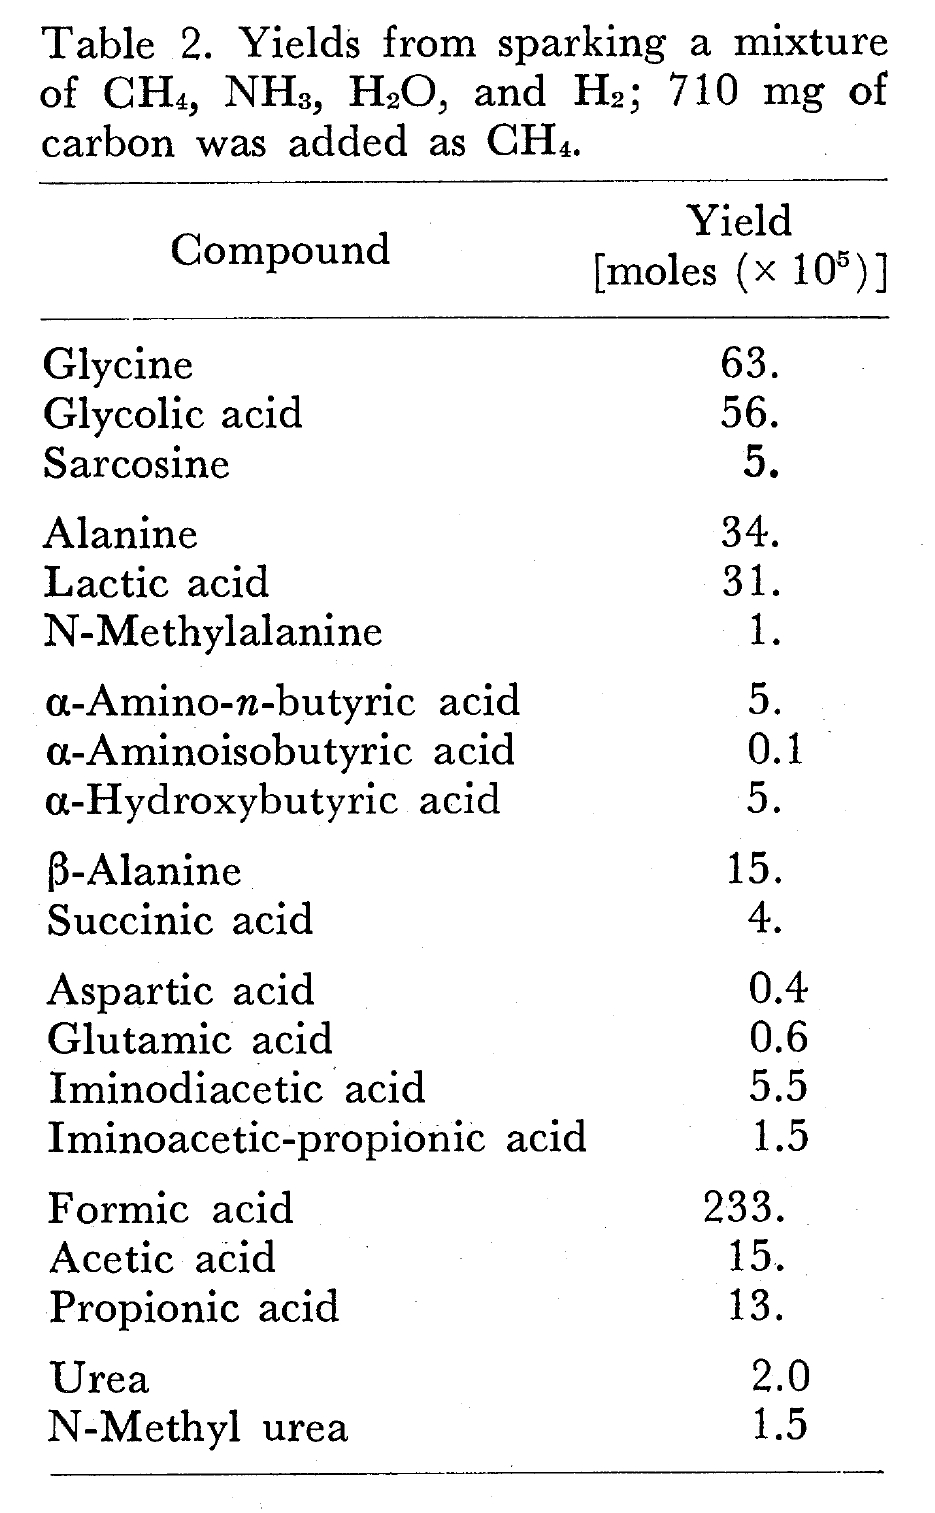 Table 2. Yields from sparking a mixture
of CH₄, NH₃, H₂O, and H₂; 710 mg of
carbon was added as CH₄.
Compound Yield
[moles (× 10⁵)]
Glycine 63.
Glycolic acid 56.
Sarcosine 5.
Alanine 34.
Lactic acid 31.
N-Methylalanine 1.
α-Amino-n-butyric acid 5.
α-Aminoisobutyric acid 0.1
α-Hydroxybutyric acid 5.
β-Alanine 15.
Succinic acid 4.
Aspartic acid 0.4
Glutamic acid 0.6
Iminodiacetic acid 5.5
Iminoacetic-propionic acid 1.5
Formic acid 233.
Acetic acid 15.
Propionic acid 13.
Urea 2.0
N-Methyl urea 1.5